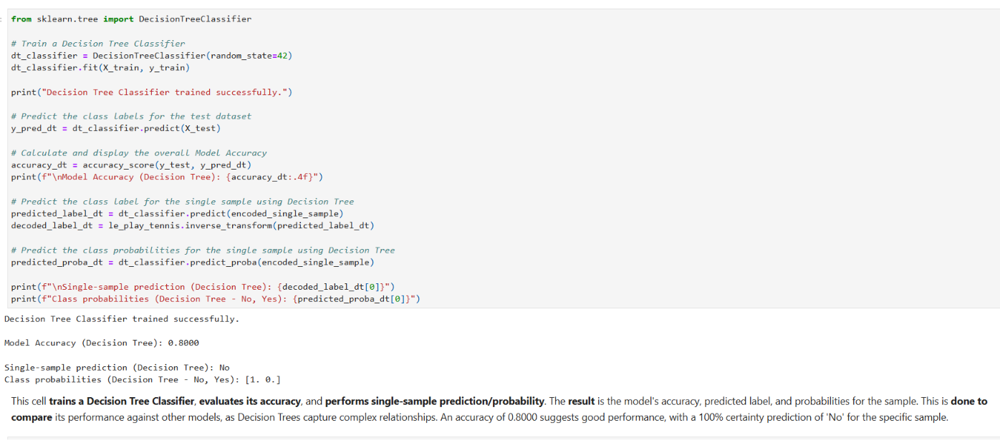 from sklearn.tree import DecisionTreeClassifier
# Train a Decision Tree Classifier
dt_classifier = DecisionTreeClassifier(random_state=42)
dt_classifier.fit(X_train, y_train)
print("Decision Tree Classifier trained successfully.")
# Predict the class labels for the test dataset
y_pred_dt = dt_classifier.predict(X_test)
# Calculate and display the overall Model Accuracy
accuracy_dt = accuracy_score(y_test, y_pred_dt)
print(f"\nModel Accuracy (Decision Tree): {accuracy_dt:.4f}")
# Predict the class label for the single sample using Decision Tree
predicted_label_dt = dt_classifier.predict(encoded_single_sample)
decoded_label_dt = le_play_tennis.inverse_transform(predicted_label_dt)
# Predict the class probabilities for the single sample using Decision Tree
predicted_proba_dt = dt_classifier.predict_proba(encoded_single_sample)
print(f"\nSingle-sample prediction (Decision Tree): {decoded_label_dt[0]}")
print(f"Class probabilities (Decision Tree - No, Yes): {predicted_proba_dt[0]}")
Decision Tree Classifier trained successfully.
Model Accuracy (Decision Tree): 0.8000
Single-sample prediction (Decision Tree): No
Class probabilities (Decision Tree - No, Yes): [1. 0.]
This cell trains a Decision Tree Classifier, evaluates its accuracy, and performs single-sample prediction/probability. The result is the model's accuracy, predicted label, and probabilities for the sample. This is done to
compare its performance against other models, as Decision Trees capture complex relationships. An accuracy of 0.8000 suggests good performance, with a 100% certainty prediction of 'No' for the specific sample.